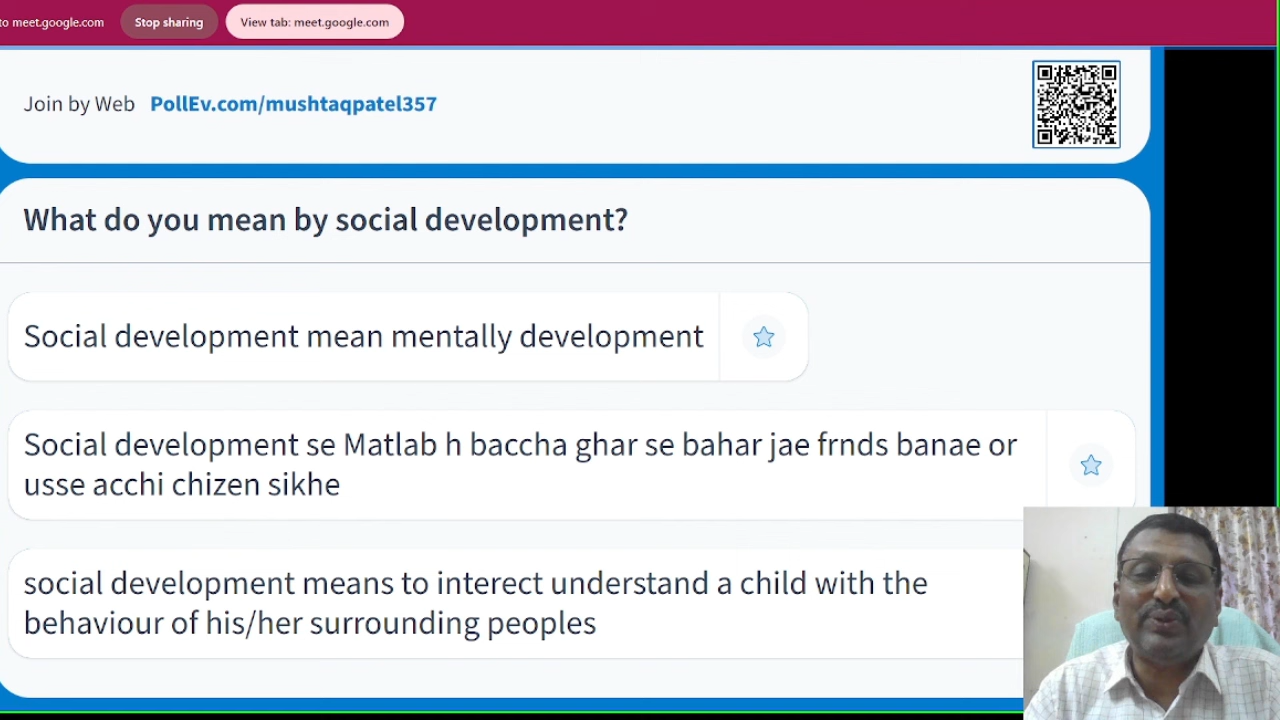 to meet.google.com Stop sharing View tab: meet.google.com
Join by Web PollEv.com/mushtaqpatel357
What do you mean by social development?
Social development mean mentally development
Social development se Matlab h baccha ghar se bahar jae frnds banae or
usse acchi chizen sikhe
social development means to interect understand a child with the
behaviour of his/her surrounding peoples